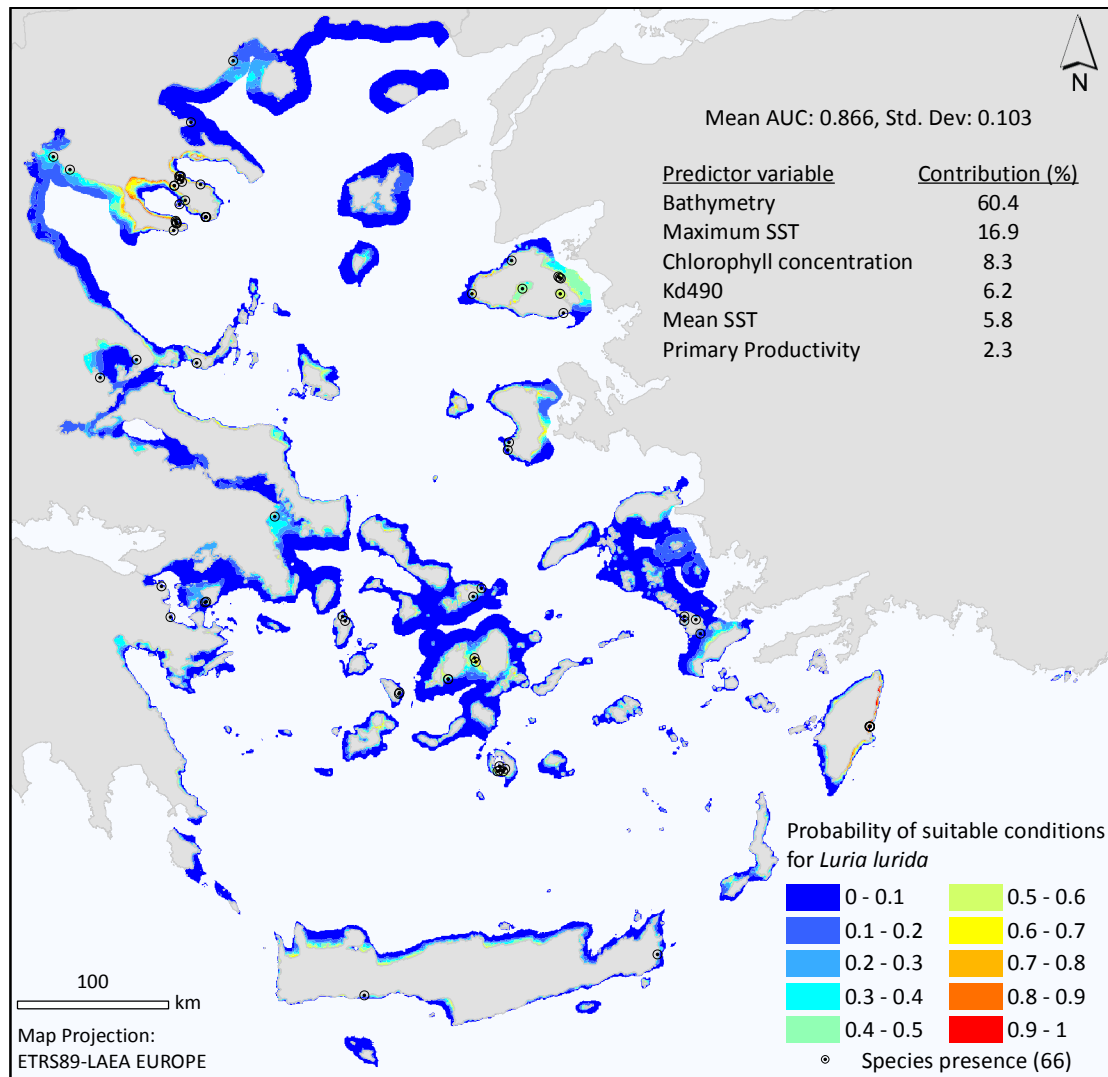 N
Mean AUC: 0.866, Std. Dev: 0.103
Predictor variable Contribution (%)
Bathymetry 60.4
Maximum SST 16.9
Chlorophyll concentration 8.3
Kd490 6.2
Mean SST 5.8
Primary Productivity 2.3
Probability of suitable conditions
for Luria lurida
0 - 0.1 0.5 - 0.6
0.1 - 0.2 0.6 - 0.7
0.2 - 0.3 0.7 - 0.8
0.3 - 0.4 0.8 - 0.9
0.4 - 0.5 0.9 - 1
Species presence (66)
100
km
Map Projection:
ETRS89-LAEA EUROPE